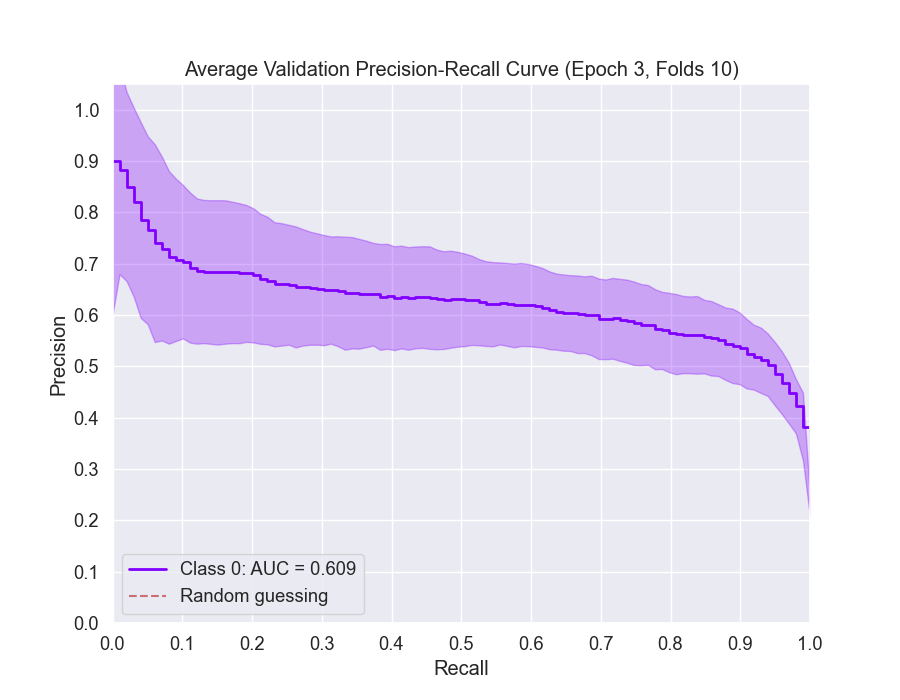 Average Validation Precision-Recall Curve (Epoch 3, Folds 10)
1.0
0.9
0.8
0.7
0.6
0.5
0.4
0.3
0.2
0.1
0.0
Precision
Class 0: AUC = 0.609
Random guessing
0.0 0.1 0.2 0.3 0.4 0.5 0.6 0.7 0.8 0.9 1.0
Recall